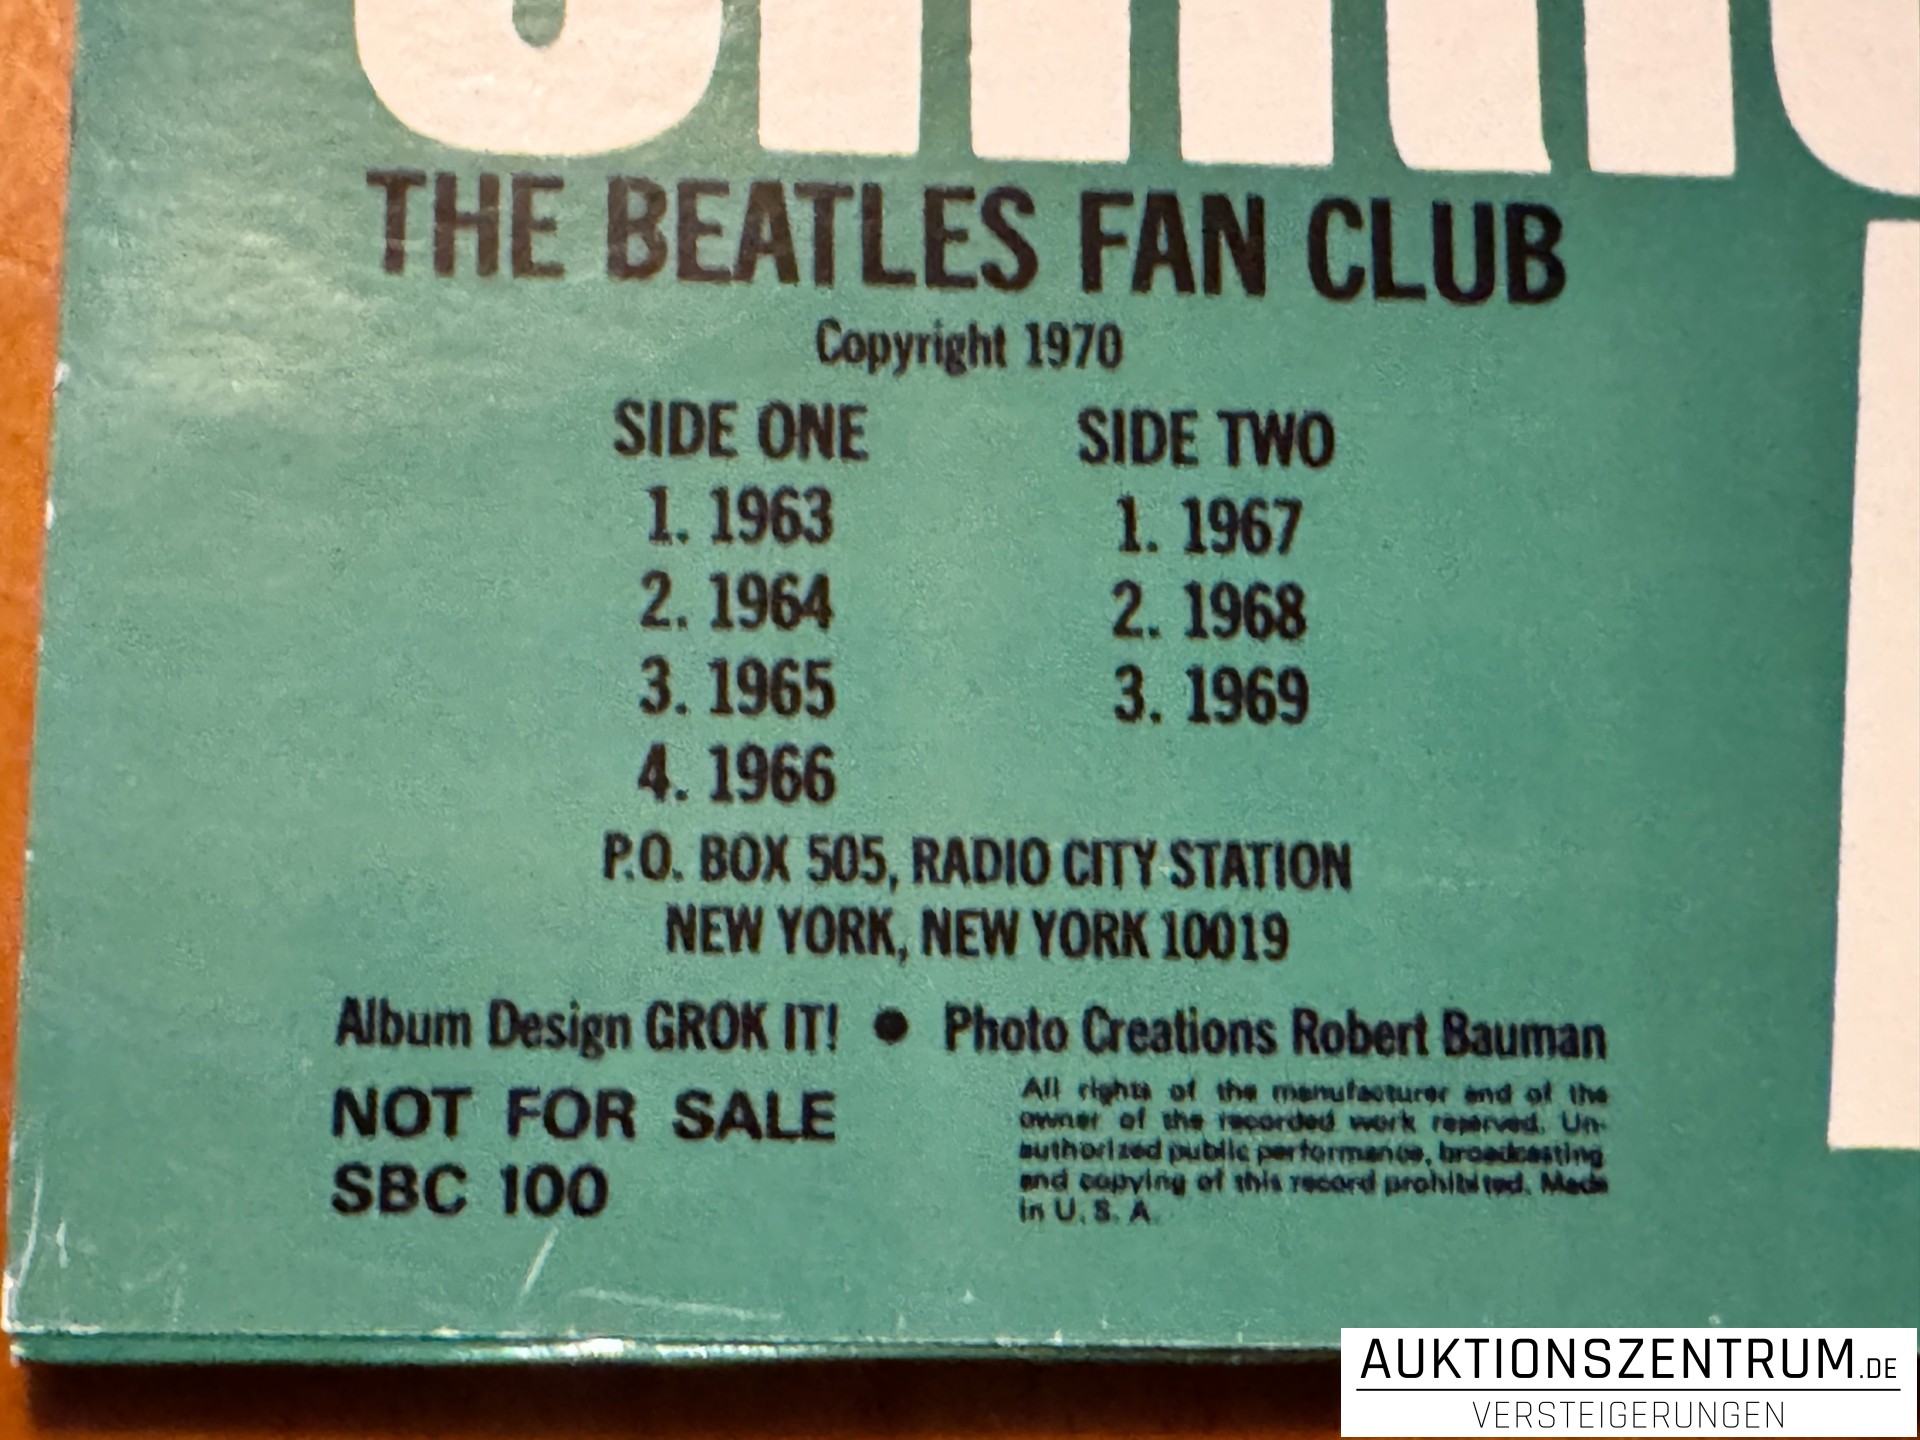 THE BEATLES FAN CLUB
Copyright 1970
SIDE ONE
1. 1963
2. 1964
3. 1965
4. 1966
SIDE TWO
1. 1967
2. 1968
3. 1969
P.O. BOX 505, RADIO CITY STATION
NEW YORK, NEW YORK 10019
Album Design GROK IT! ● Photo Creations Robert Bauman
NOT FOR SALE
SBC 100
All rights of the manufacturer and of the
owner of the recorded work reserved. Un-
authorized public performance, broadcasting
and copying of this record prohibited. Made
in U. S. A.
AUKTIONSZENTRUM.DE
VERSTEIGERUNGEN